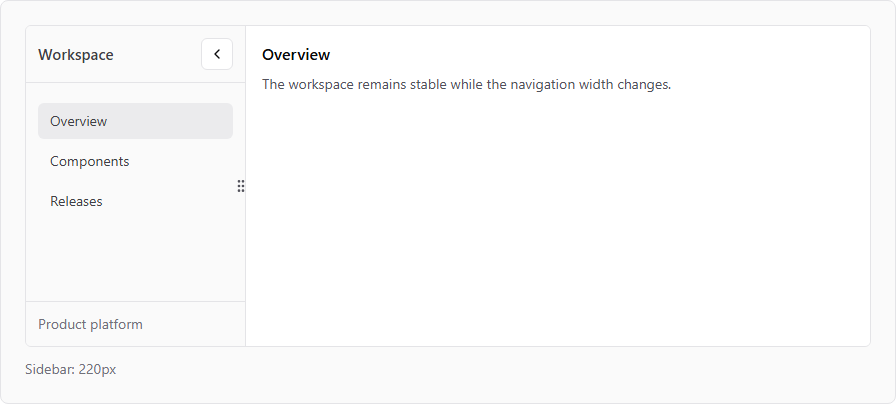 Workspace
Overview
Components
Releases
Product platform
Overview
The workspace remains stable while the navigation width changes.
Sidebar: 220px